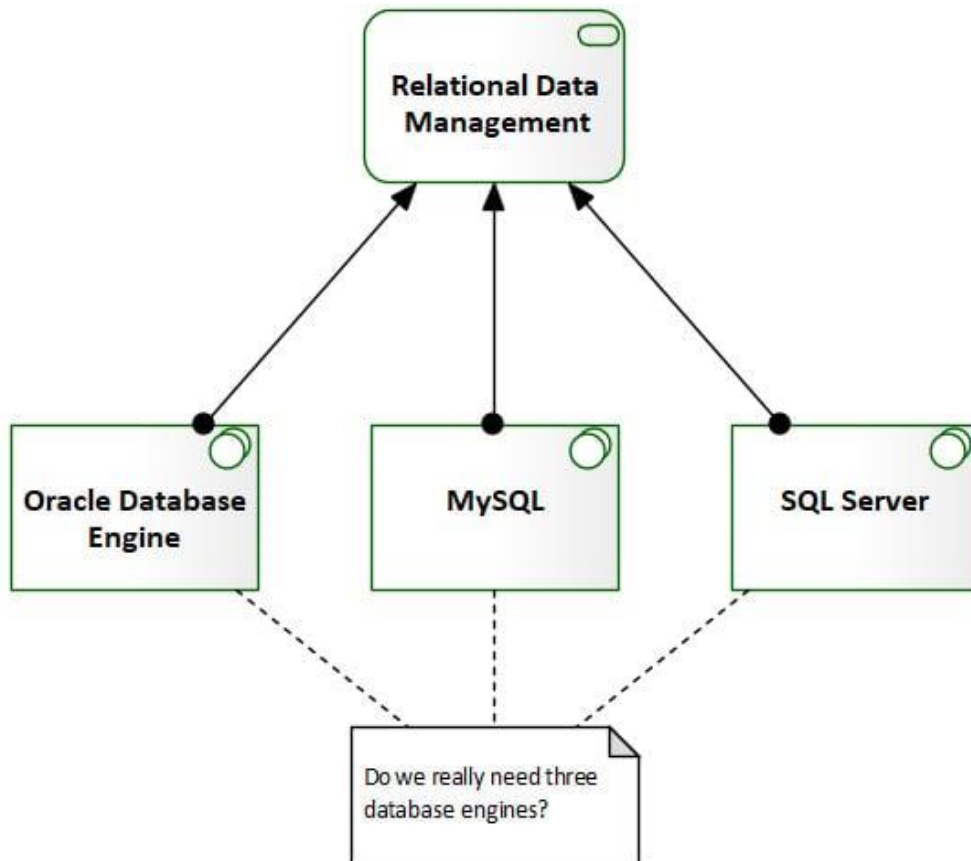 Relational Data
Management
Oracle Database
Engine
MySQL
SQL Server
Do we really need three
database engines?